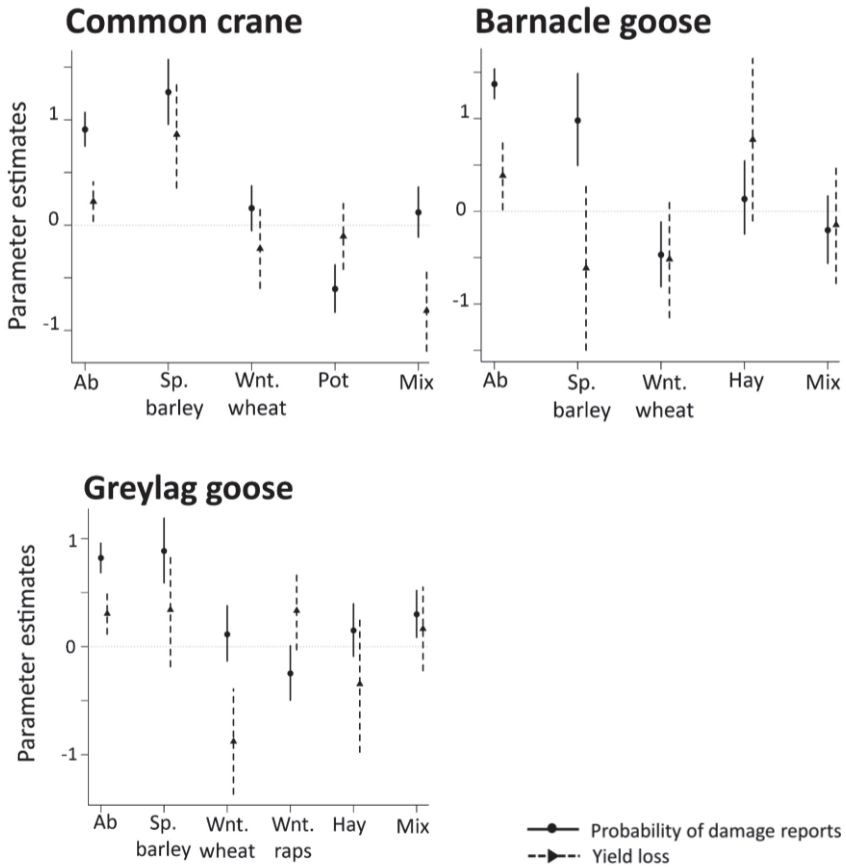 Common crane
Parameter estimates
1
0
-1
Ab
Sp.
barley
Wnt.
wheat
Pot
Mix
Barnacle goose
1
0
-1
Ab
Sp.
barley
Wnt.
wheat
Hay
Mix
Greylag goose
Parameter estimates
1
0
-1
Ab
Sp.
barley
Wnt.
wheat
Wnt.
raps
Hay
Mix
Probability of damage reports
Yield loss